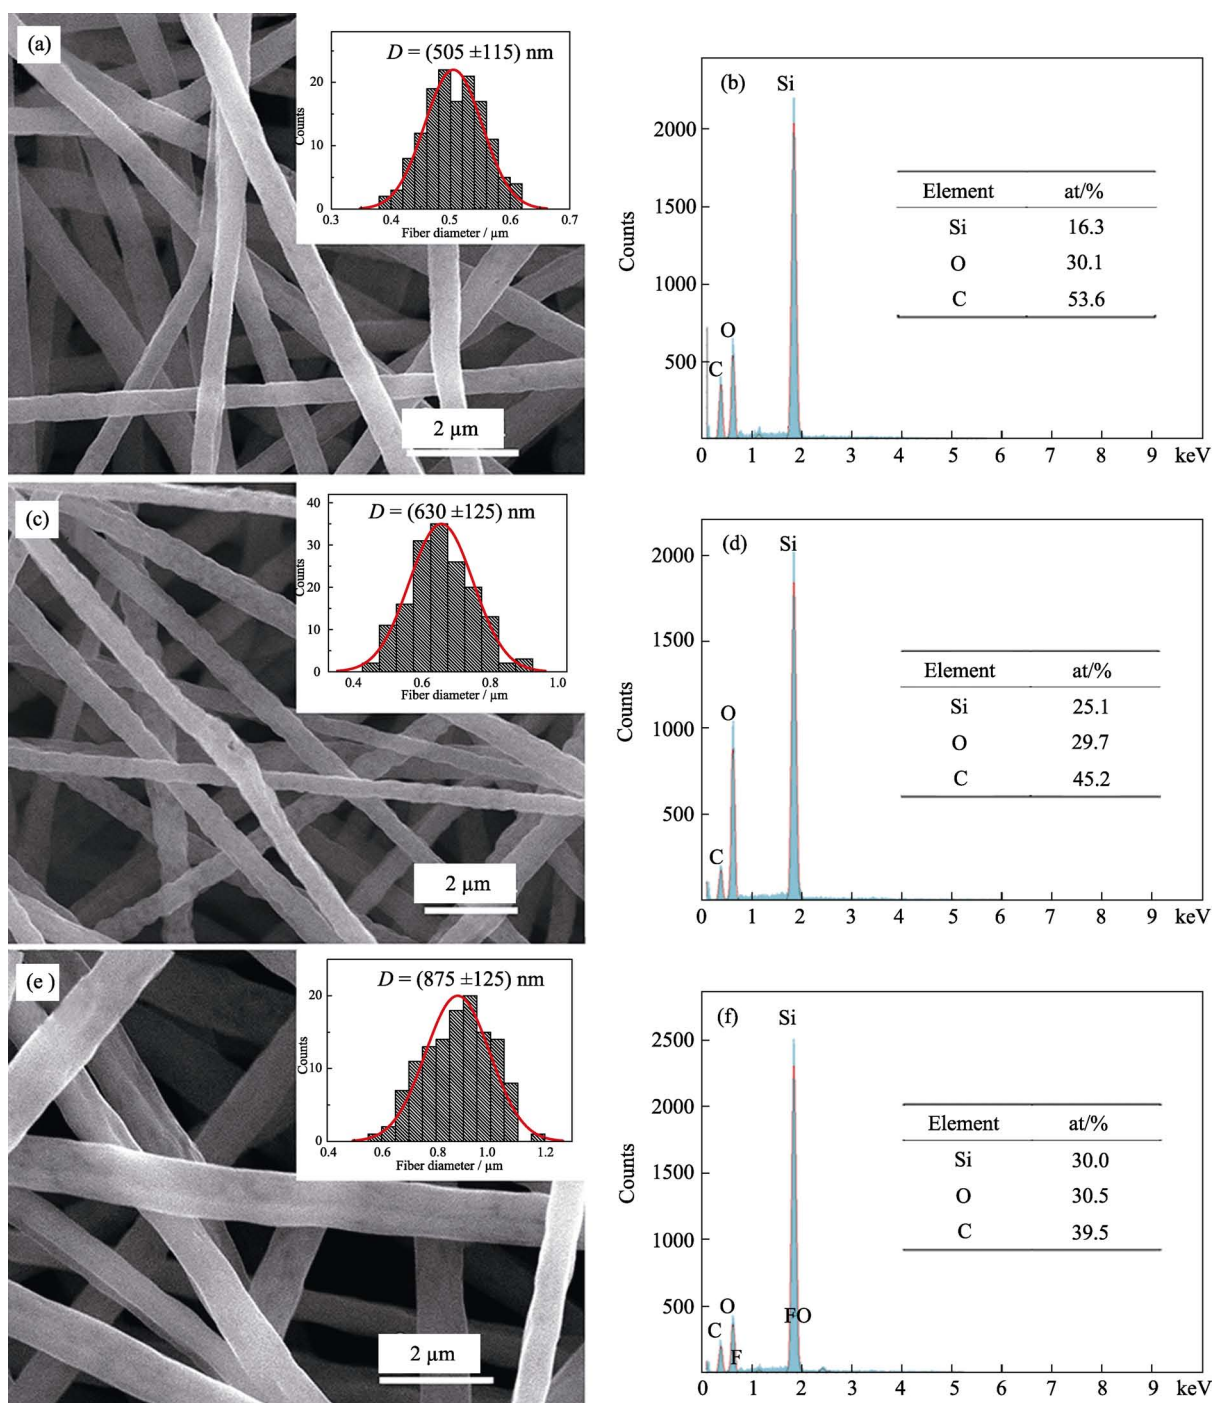 (a)
D = (505 ±115) nm
Counts
20
10
0
0.3 0.4 0.5 0.6 0.7
Fiber diameter / µm
2 µm
(b)
Si
O
C
Counts
2000
1500
1000
500
Element at/%
Si 16.3
O 30.1
C 53.6
0 1 2 3 4 5 6 7 8 9 keV
(c)
D = (630 ±125) nm
Counts
40
30
20
10
0
0.4 0.6 0.8 1.0
Fiber diameter / µm
2 µm
(d)
Si
O
C
Counts
2000
1500
1000
500
Element at/%
Si 25.1
O 29.7
C 45.2
0 1 2 3 4 5 6 7 8 9 keV
(e )
D = (875 ±125) nm
Counts
20
10
0
0.4 0.6 0.8 1.0 1.2
Fiber diameter / µm
2 µm
(f)
Si
O
C
F
FO
Counts
2500
2000
1500
1000
500
Element at/%
Si 30.0
O 30.5
C 39.5
0 1 2 3 4 5 6 7 8 9 keV